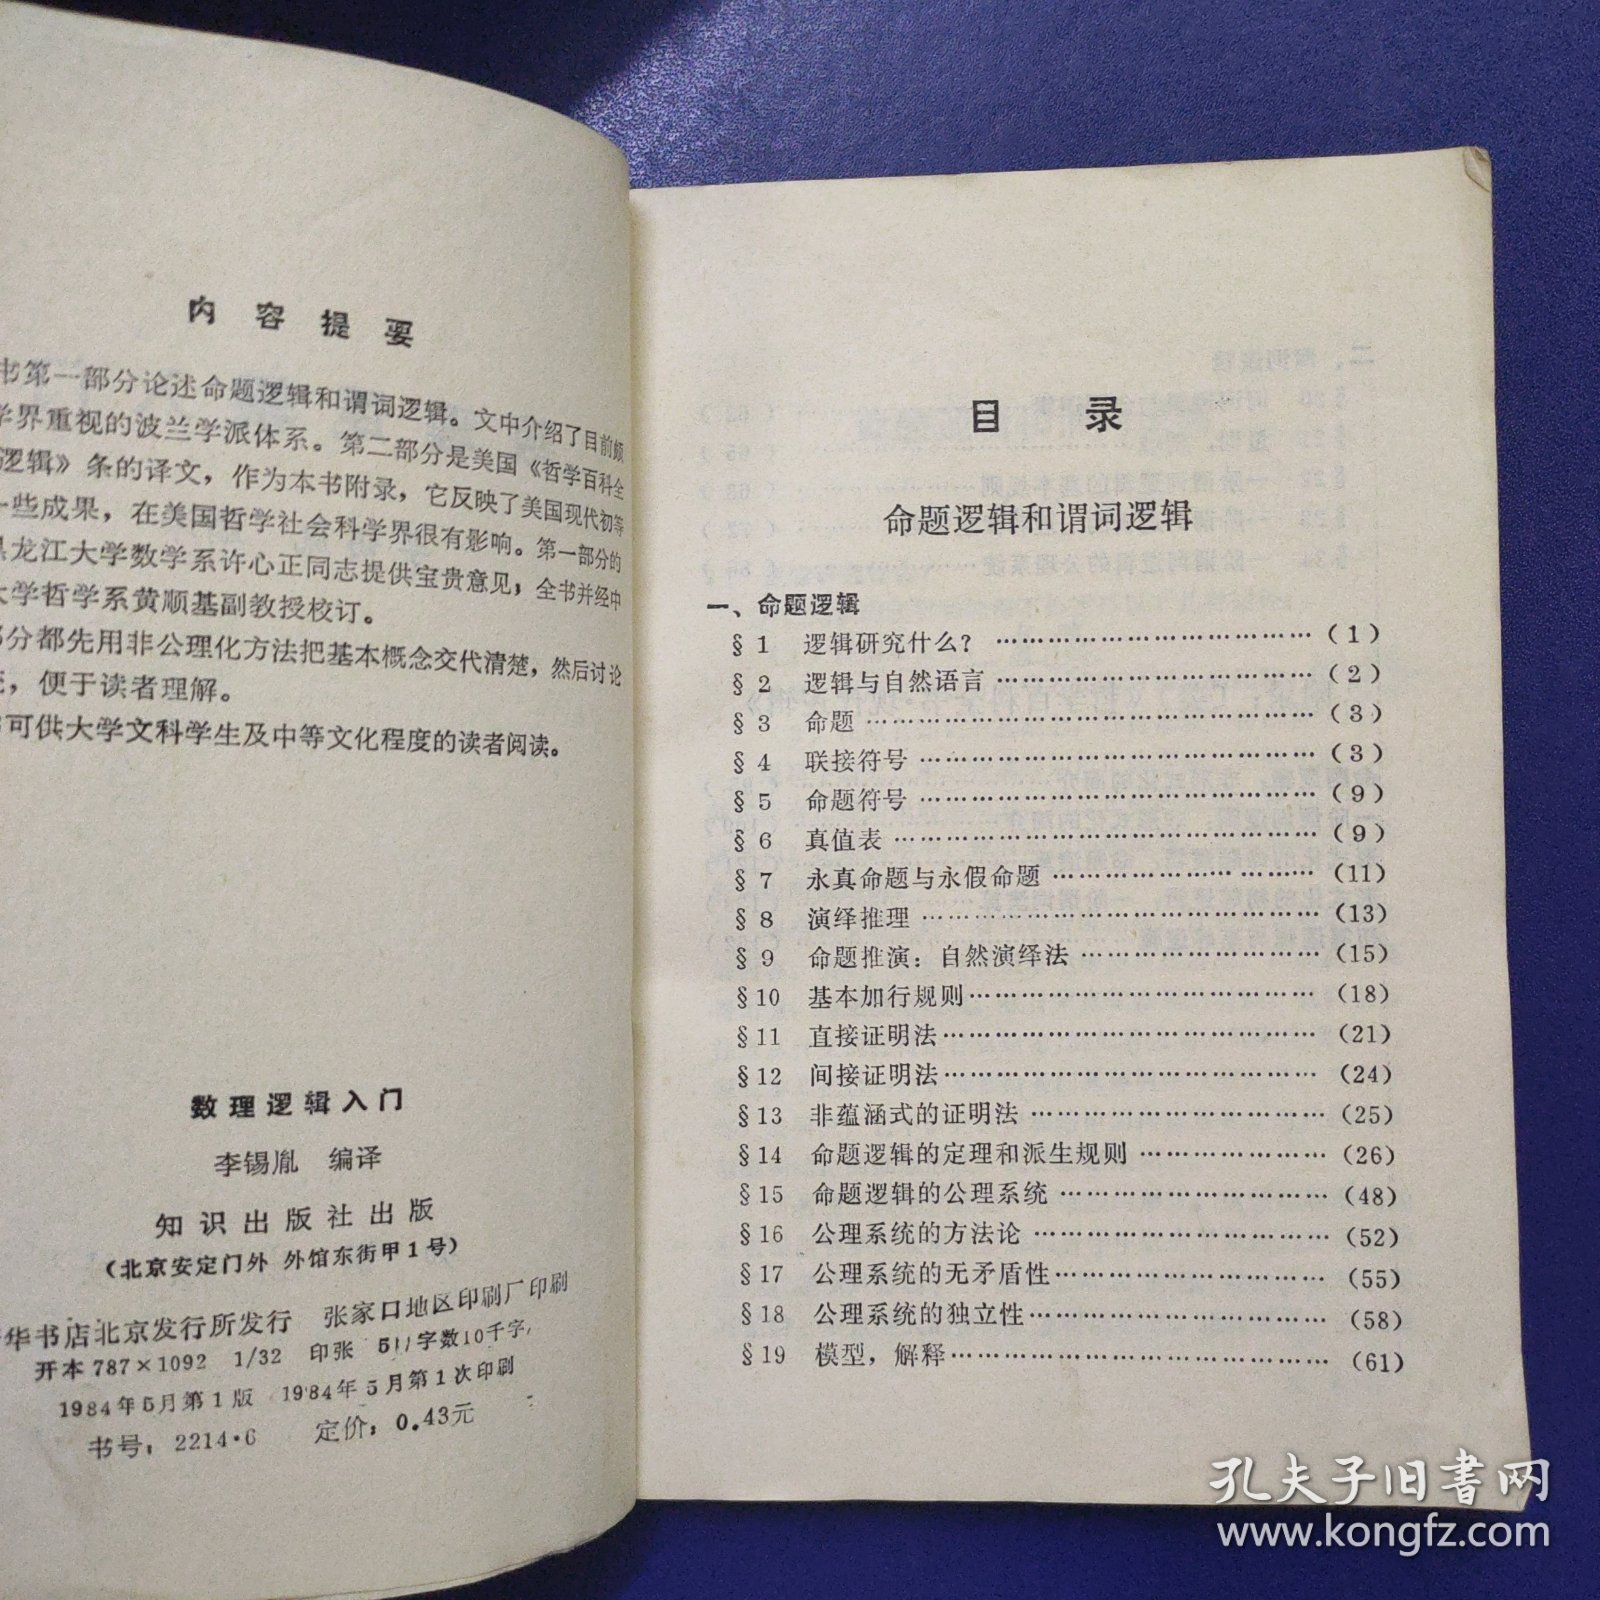 内容提要
书第一部分论述命题逻辑和谓词逻辑。文中介绍了目前颇
学界重视的波兰学派体系。第二部分是美国《哲学百科全
逻辑》条的译文，作为本书附录，它反映了美国现代初等
一些成果，在美国哲学社会科学界很有影响。第一部分的
黑龙江大学数学系许心正同志提供宝贵意见，全书并经中
大学哲学系黄顺基副教授校订。
部分都先用非公理化方法把基本概念交代清楚，然后讨论
，便于读者理解。
可供大学文科学生及中等文化程度的读者阅读。
数理逻辑入门
李锡胤 编译
知识出版社出版
（北京安定门外 外馆东街甲1号）
华书店北京发行所发行 张家口地区印刷厂印刷
开本 787×1092 1/32 印张 5 字数10千字
1984年5月第1版 1984年5月第1次印刷
书号：2214·6 定价：0.43元
目录
命题逻辑和谓词逻辑
一、命题逻辑
§1 逻辑研究什么？ ……………………………… (1)
§2 逻辑与自然语言 ……………………………… (2)
§3 命题 ……………………………………………… (3)
§4 联接符号 ………………………………………… (3)
§5 命题符号 ………………………………………… (9)
§6 真值表 …………………………………………… (9)
§7 永真命题与永假命题 ………………………… (11)
§8 演绎推理 ………………………………………… (13)
§9 命题推演：自然演绎法 ……………………… (15)
§10 基本加行规则 ………………………………… (18)
§11 直接证明法 …………………………………… (21)
§12 间接证明法 …………………………………… (24)
§13 非蕴涵式的证明法 …………………………… (25)
§14 命题逻辑的定理和派生规则 ………………… (26)
§15 命题逻辑的公理系统 ………………………… (48)
§16 公理系统的方法论 …………………………… (52)
§17 公理系统的无矛盾性 ………………………… (55)
§18 公理系统的独立性 …………………………… (58)
§19 模型，解释 …………………………………… (61)
孔夫子旧书网
www.kongfz.com